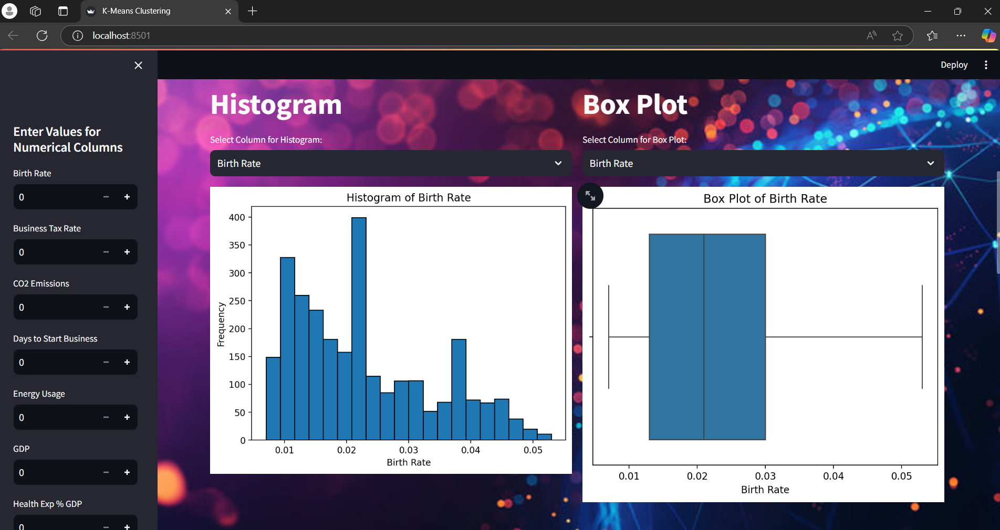 K-Means Clustering
localhost:8501
Deploy
Enter Values for
Numerical Columns
Birth Rate
0
Business Tax Rate
0
CO2 Emissions
0
Days to Start Business
0
Energy Usage
0
GDP
0
Health Exp % GDP
0
Histogram
Select Column for Histogram:
Birth Rate
Histogram of Birth Rate
400
350
300
250
200
150
100
50
0
Frequency
0.01 0.02 0.03 0.04 0.05
Birth Rate
Box Plot
Select Column for Box Plot:
Birth Rate
Box Plot of Birth Rate
0.01 0.02 0.03 0.04 0.05
Birth Rate